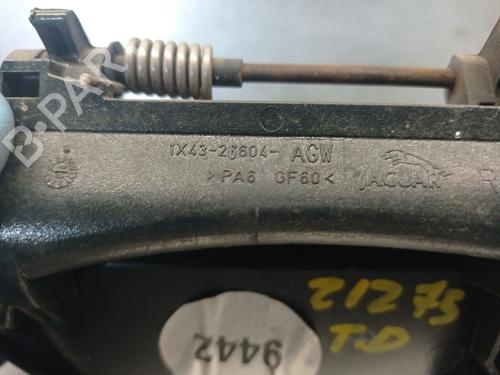 1X43-26604- AGW
>PA6 GF60< JAGUAR R
21275
T.D
9442
B-PARTS